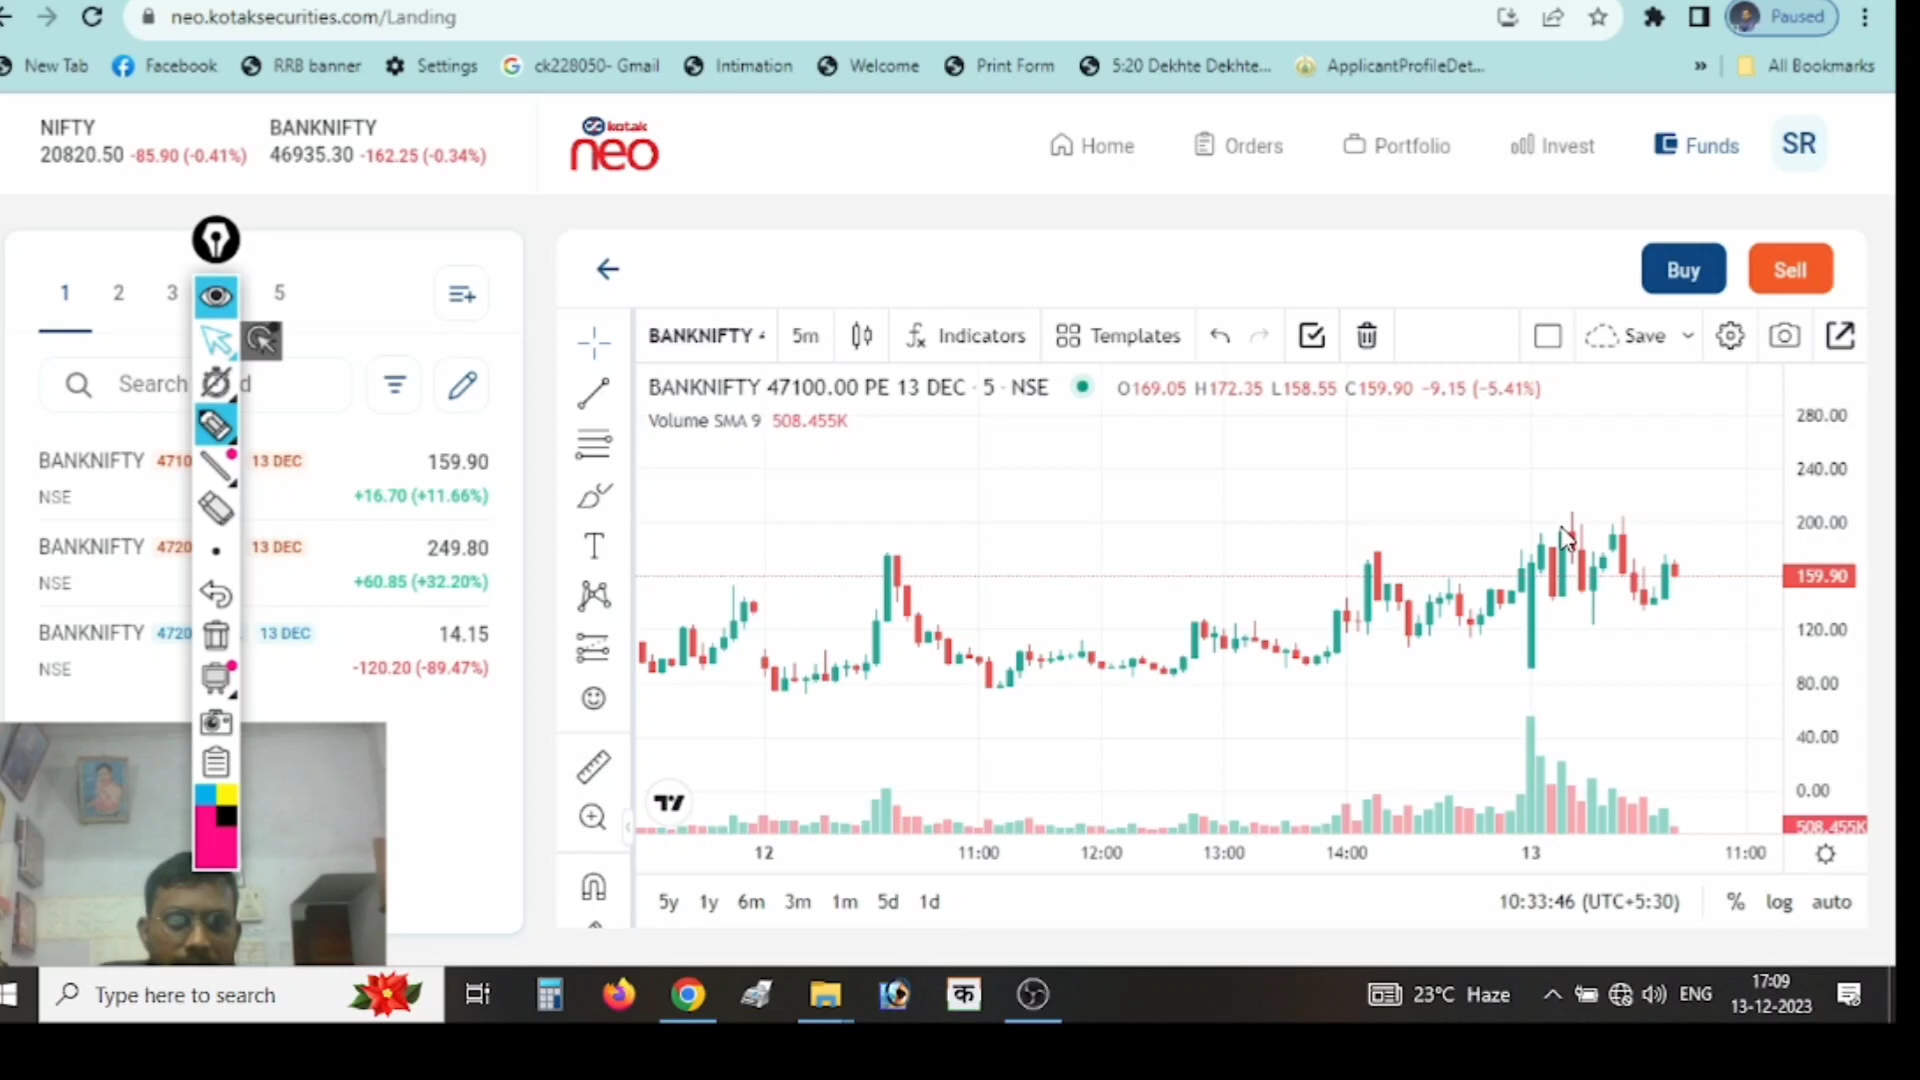 neo.kotaksecurities.com/Landing
Paused
New Tab Facebook RRB banner Settings ck228050- Gmail Intimation Welcome Print Form 5:20 Dekhte Dekhte... ApplicantProfileDet... » All Bookmarks
NIFTY
20820.50 -85.90 (-0.41%)
BANKNIFTY
46935.30 -162.25 (-0.34%)
kotak
neo
Home Orders Portfolio Invest Funds SR
1 2 3 5
Search
BANKNIFTY 4710 13 DEC 159.90
NSE +16.70 (+11.66%)
BANKNIFTY 4720 13 DEC 249.80
NSE +60.85 (+32.20%)
BANKNIFTY 4720 13 DEC 14.15
NSE -120.20 (-89.47%)
Buy Sell
BANKNIFTY 5m Indicators Templates Save
BANKNIFTY 47100.00 PE 13 DEC · 5 · NSE O169.05 H172.35 L158.55 C159.90 -9.15 (-5.41%)
Volume SMA 9 508.455K
280.00
240.00
200.00
159.90
120.00
80.00
40.00
0.00
508.455K
12 11:00 12:00 13:00 14:00 13 11:00
5y 1y 6m 3m 1m 5d 1d 10:33:46 (UTC+5:30) % log auto
Type here to search
क
23°C Haze
ENG
17:09
13-12-2023